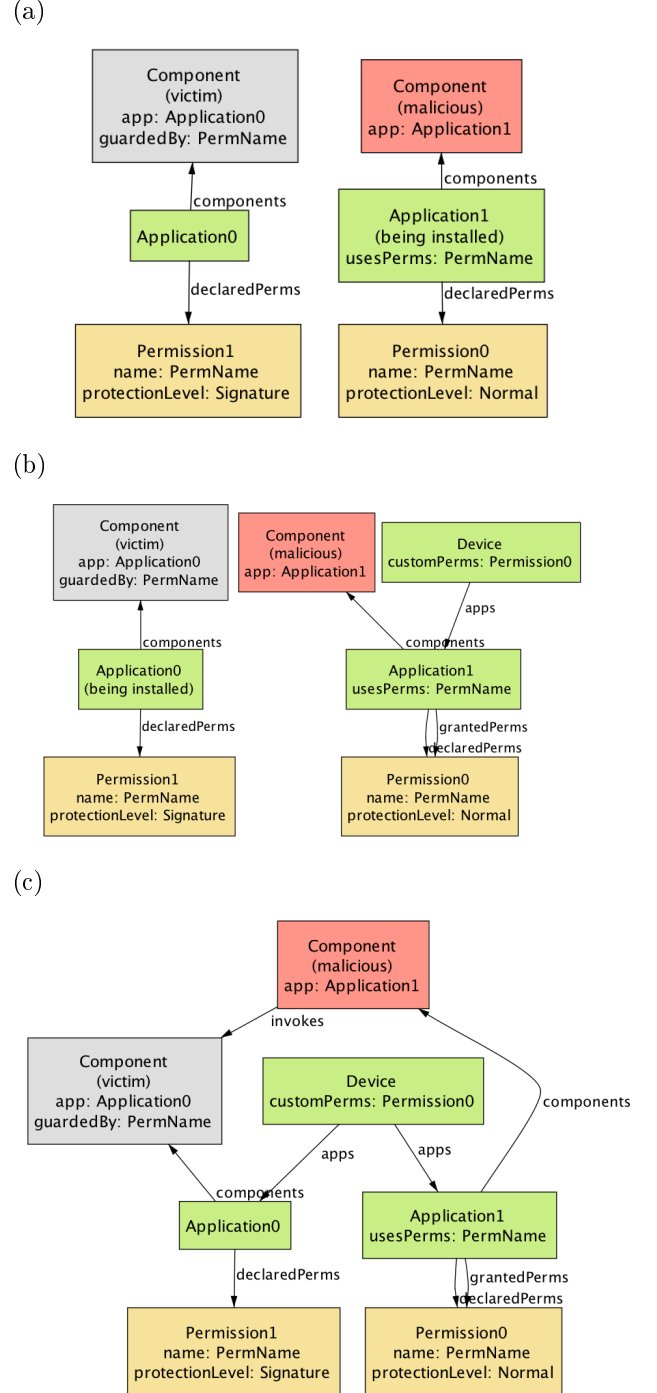 (a)
Component
(victim)
app: Application0
guardedBy: PermName
Component
(malicious)
app: Application1
components
components
Application0
Application1
(being installed)
usesPerms: PermName
declaredPerms
declaredPerms
Permission1
name: PermName
protectionLevel: Signature
Permission0
name: PermName
protectionLevel: Normal
(b)
Component
(victim)
app: Application0
guardedBy: PermName
Component
(malicious)
app: Application1
Device
customPerms: Permission0
apps
components
components
Application0
(being installed)
Application1
usesPerms: PermName
declaredPerms
grantedPerms
declaredPerms
Permission1
name: PermName
protectionLevel: Signature
Permission0
name: PermName
protectionLevel: Normal
(c)
Component
(malicious)
app: Application1
invokes
Component
(victim)
app: Application0
guardedBy: PermName
Device
customPerms: Permission0
components
apps
apps
components
Application0
Application1
usesPerms: PermName
declaredPerms
grantedPerms
declaredPerms
Permission1
name: PermName
protectionLevel: Signature
Permission0
name: PermName
protectionLevel: Normal